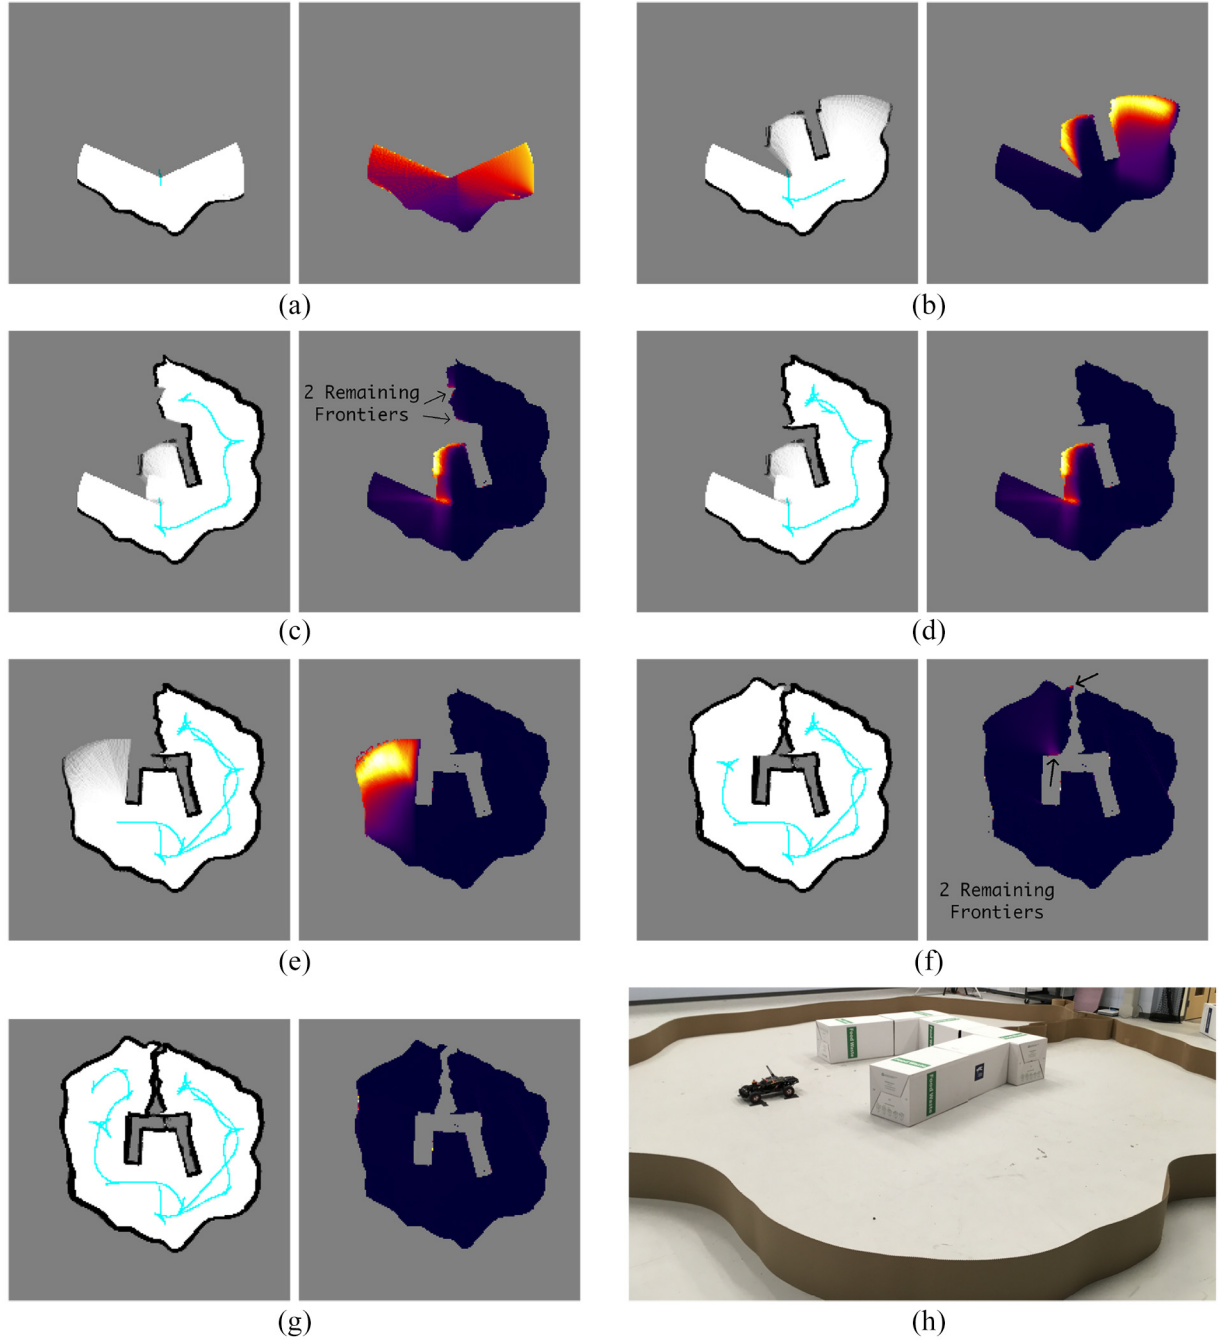 (a)
(b)
2 Remaining
Frontiers
(c)
(d)
(e)
2 Remaining
Frontiers
(f)
(g)
(h)